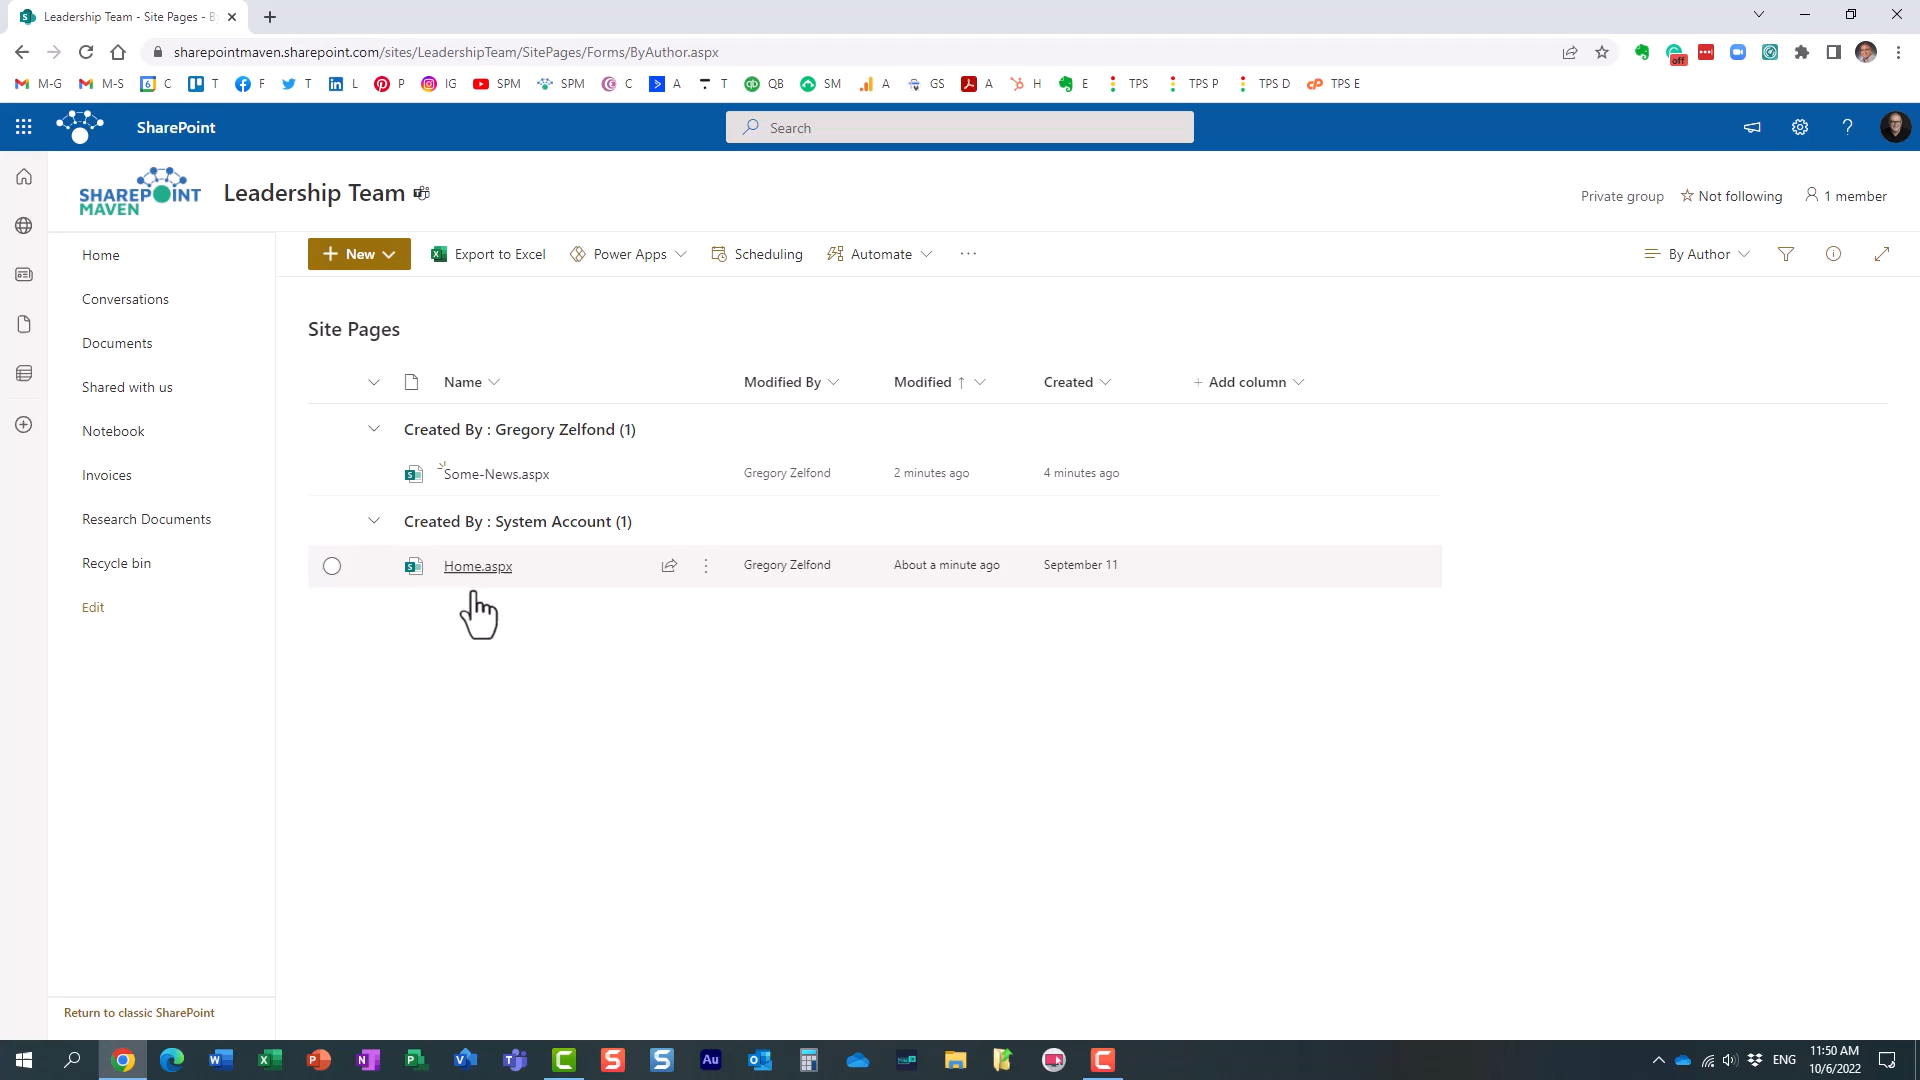 Leadership Team - Site Pages - B
sharepointmaven.sharepoint.com/sites/LeadershipTeam/SitePages/Forms/ByAuthor.aspx
off
M-G M-S 6 C T F T L P IG SPM SPM C A T QB SM A GS A H E TPS TPS P TPS D TPS E
SharePoint
Search
SHAREPOINT
MAVEN
Leadership Team
Private group
Not following
1 member
Home
Conversations
Documents
Shared with us
Notebook
Invoices
Research Documents
Recycle bin
Edit
Return to classic SharePoint
+ New
Export to Excel
Power Apps
Scheduling
Automate
...
By Author
Site Pages
Name Modified By Modified ↑ Created + Add column
Created By : Gregory Zelfond (1)
Some-News.aspx Gregory Zelfond 2 minutes ago 4 minutes ago
Created By : System Account (1)
Home.aspx Gregory Zelfond About a minute ago September 11
Au
ENG
11:50 AM
10/6/2022